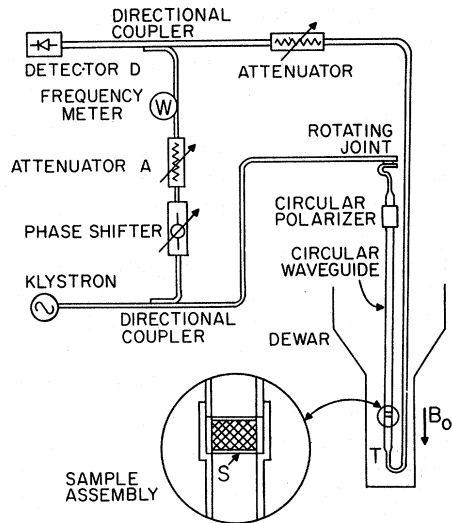 DIRECTIONAL
COUPLER
DETECTOR D
ATTENUATOR
FREQUENCY
METER
W
ROTATING
JOINT
ATTENUATOR A
CIRCULAR
POLARIZER
PHASE SHIFTER
CIRCULAR
WAVEGUIDE
KLYSTRON
DIRECTIONAL
COUPLER
DEWAR
B₀
T
S
SAMPLE
ASSEMBLY